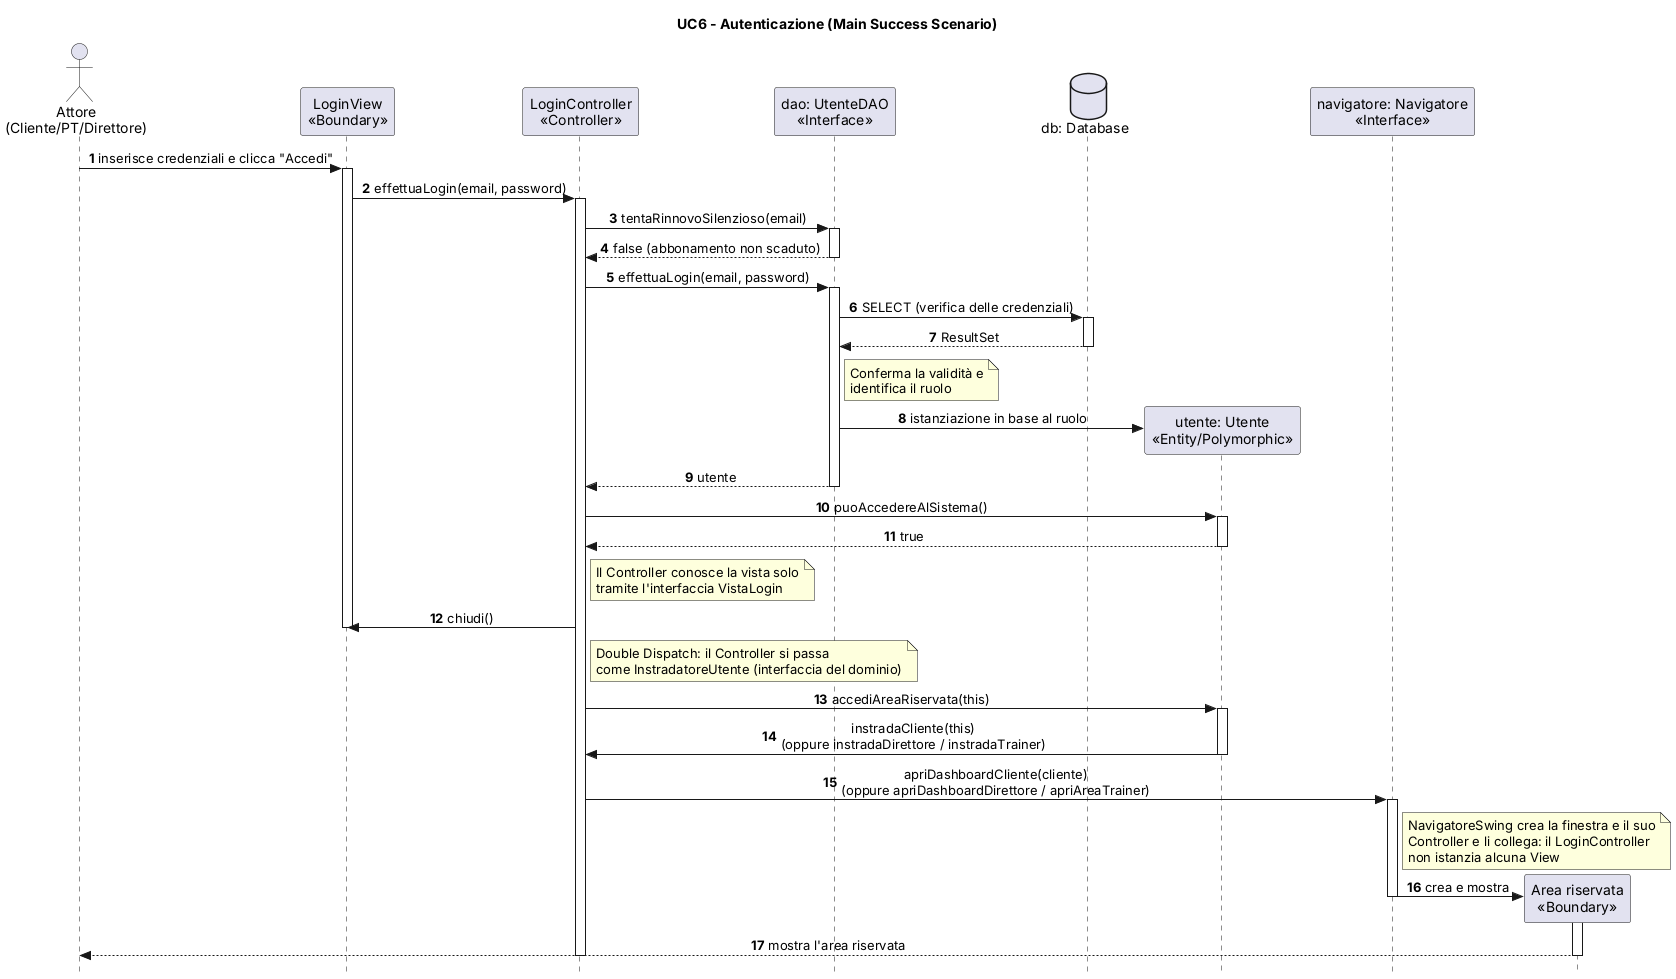 UC6 - Autenticazione (Main Success Scenario)
Attore
(Cliente/PT/Direttore)
LoginView
«Boundary»
LoginController
«Controller»
dao: UtenteDAO
«Interface»
db: Database
navigatore: Navigatore
«Interface»
1 inserisce credenziali e clicca "Accedi"
2 effettuaLogin(email, password)
3 tentaRinnovoSilenzioso(email)
4 false (abbonamento non scaduto)
5 effettuaLogin(email, password)
6 SELECT (verifica delle credenziali)
7 ResultSet
Conferma la validità e
identifica il ruolo
8 istanziazione in base al ruolo
utente: Utente
«Entity/Polymorphic»
9 utente
10 puoAccedereAlSistema()
11 true
Il Controller conosce la vista solo
tramite l'interfaccia VistaLogin
12 chiudi()
Double Dispatch: il Controller si passa
come InstradatoreUtente (interfaccia del dominio)
13 accediAreaRiservata(this)
14 instradaCliente(this)
(oppure instradaDirettore / instradaTrainer)
15 apriDashboardCliente(cliente)
(oppure apriDashboardDirettore / apriAreaTrainer)
NavigatoreSwing crea la finestra e il suo
Controller e li collega: il LoginController
non istanzia alcuna View
16 crea e mostra
Area riservata
«Boundary»
17 mostra l'area riservata